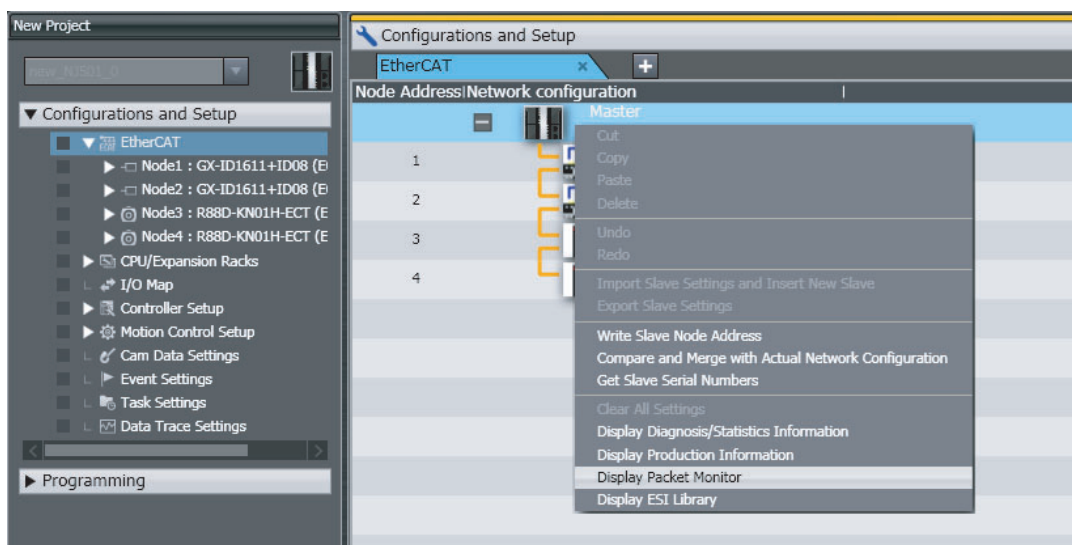 New Project
new_NJ501_0
Configurations and Setup
EtherCAT
Node1 : GX-ID1611+ID08 (E
Node2 : GX-ID1611+ID08 (E
Node3 : R88D-KN01H-ECT (E
Node4 : R88D-KN01H-ECT (E
CPU/Expansion Racks
I/O Map
Controller Setup
Motion Control Setup
Cam Data Settings
Event Settings
Task Settings
Data Trace Settings
Programming
Configurations and Setup
EtherCAT
Node Address Network configuration
Master
1
2
3
4
Cut
Copy
Paste
Delete
Undo
Redo
Import Slave Settings and Insert New Slave
Export Slave Settings
Write Slave Node Address
Compare and Merge with Actual Network Configuration
Get Slave Serial Numbers
Clear All Settings
Display Diagnosis/Statistics Information
Display Production Information
Display Packet Monitor
Display ESI Library